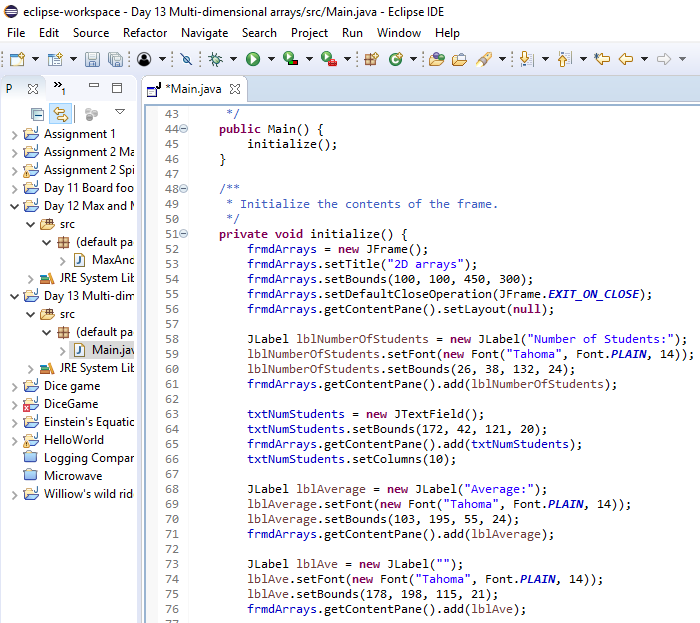 eclipse-workspace - Day 13 Multi-dimensional arrays/src/Main.java - Eclipse IDE
File Edit Source Refactor Navigate Search Project Run Window Help
P
»1
*Main.java
Assignment 1
Assignment 2 Ma
Assignment 2 Spi
Day 11 Board foo
Day 12 Max and M
src
(default pa
MaxAnc
JRE System Lib
Day 13 Multi-dim
src
(default pa
Main.jav
JRE System Lib
Dice game
DiceGame
Einstein's Equatic
HelloWorld
Logging Compar
Microwave
Williow's wild rid
43 */
44 public Main() {
45 initialize();
46 }
47
48 /**
49 * Initialize the contents of the frame.
50 */
51 private void initialize() {
52 frmdArrays = new JFrame();
53 frmdArrays.setTitle("2D arrays");
54 frmdArrays.setBounds(100, 100, 450, 300);
55 frmdArrays.setDefaultCloseOperation(JFrame.EXIT_ON_CLOSE);
56 frmdArrays.getContentPane().setLayout(null);
57
58 JLabel lblNumberOfStudents = new JLabel("Number of Students:");
59 lblNumberOfStudents.setFont(new Font("Tahoma", Font.PLAIN, 14));
60 lblNumberOfStudents.setBounds(26, 38, 132, 24);
61 frmdArrays.getContentPane().add(lblNumberOfStudents);
62
63 txtNumStudents = new JTextField();
64 txtNumStudents.setBounds(172, 42, 121, 20);
65 frmdArrays.getContentPane().add(txtNumStudents);
66 txtNumStudents.setColumns(10);
67
68 JLabel lblAverage = new JLabel("Average:");
69 lblAverage.setFont(new Font("Tahoma", Font.PLAIN, 14));
70 lblAverage.setBounds(103, 195, 55, 24);
71 frmdArrays.getContentPane().add(lblAverage);
72
73 JLabel lblAve = new JLabel("");
74 lblAve.setFont(new Font("Tahoma", Font.PLAIN, 14));
75 lblAve.setBounds(178, 198, 115, 21);
76 frmdArrays.getContentPane().add(lblAve);